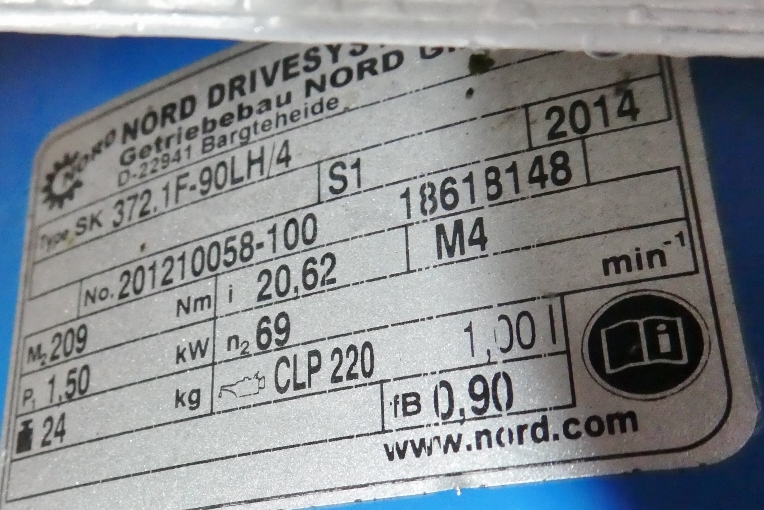 NORD
NORD DRIVESYS
Getriebebau NORD G
D-22941 Bargteheide
Type SK 372.1F-90LH/4
S1
2014
No. 201210058-100
18618148
M2 209 Nm
i 20,62
M4
P1 1,50 kW
n2 69
min-1
24 kg
CLP 220
1,00 l
fB 0,90
www.nord.com